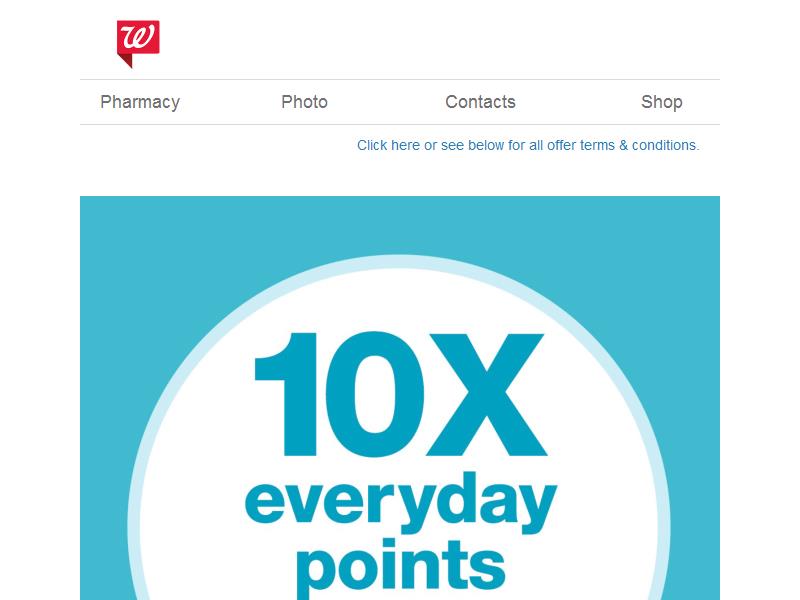 W
Pharmacy Photo Contacts Shop
Click here or see below for all offer terms & conditions.
10X
everyday
points